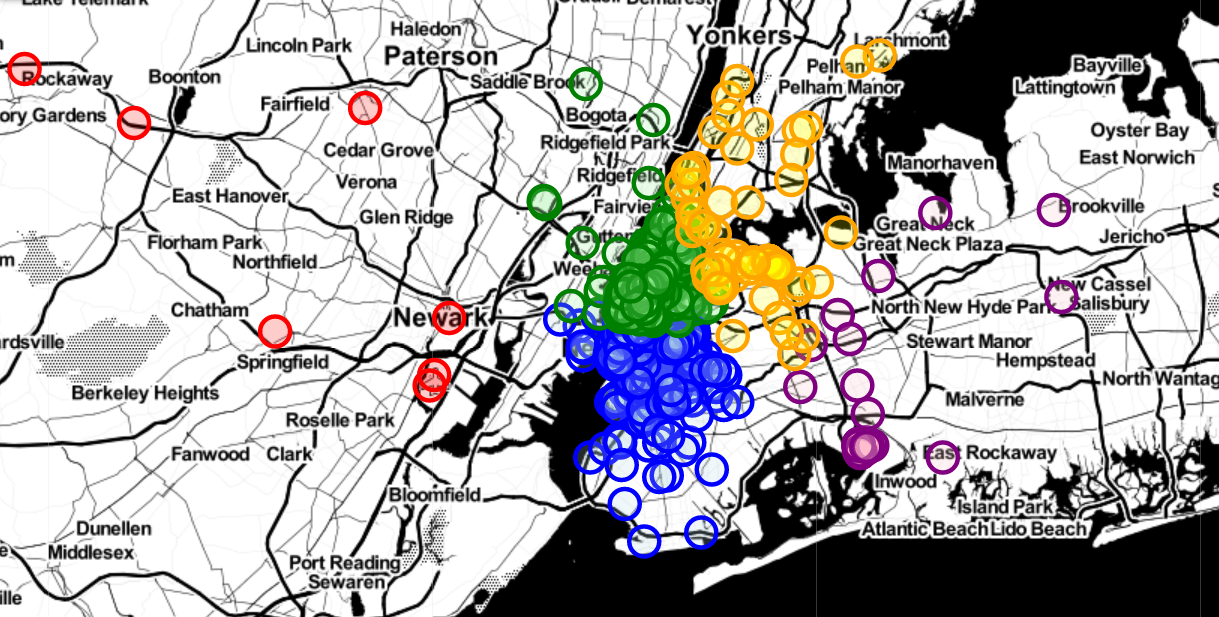 Lake Telemark
Haledon
Yonkers
Lincoln Park
Paterson
Larchmont
Rockaway
Boonton
Saddle Brook
Pelham
Bayville
Pelham Manor
Lattingtown
Fairfield
ory Gardens
Bogota
Oyster Bay
Cedar Grove
Ridgefield Park
Manorhaven
East Norwich
Verona
Ridgefield
East Hanover
Fairview
Brookville
Glen Ridge
Great Neck
Florham Park
Great Neck Plaza
Jericho
Northfield
New Cassel
Chatham
Newark
North New Hyde Park
Salisbury
ardsville
Springfield
Stewart Manor
Hempstead
Berkeley Heights
North Wantag
Malverne
Roselle Park
Fanwood
Clark
East Rockaway
Bloomfield
Inwood
Island Park
Dunellen
Atlantic Beach
Lido Beach
Middlesex
Port Reading
Sewaren
ille